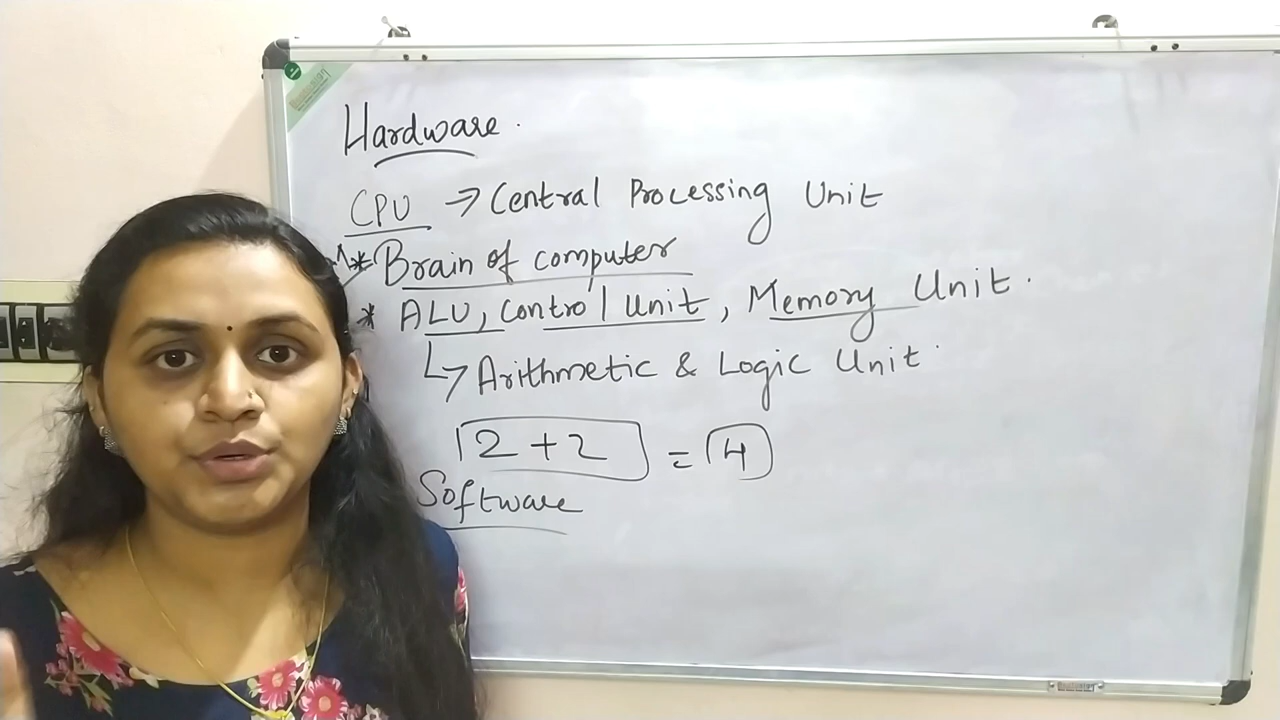 Hardware.
CPU → Central Processing Unit
* Brain of computer
* ALU, Control Unit, Memory Unit.
↳ Arithmetic & Logic Unit.
2 + 2 = 4
Software